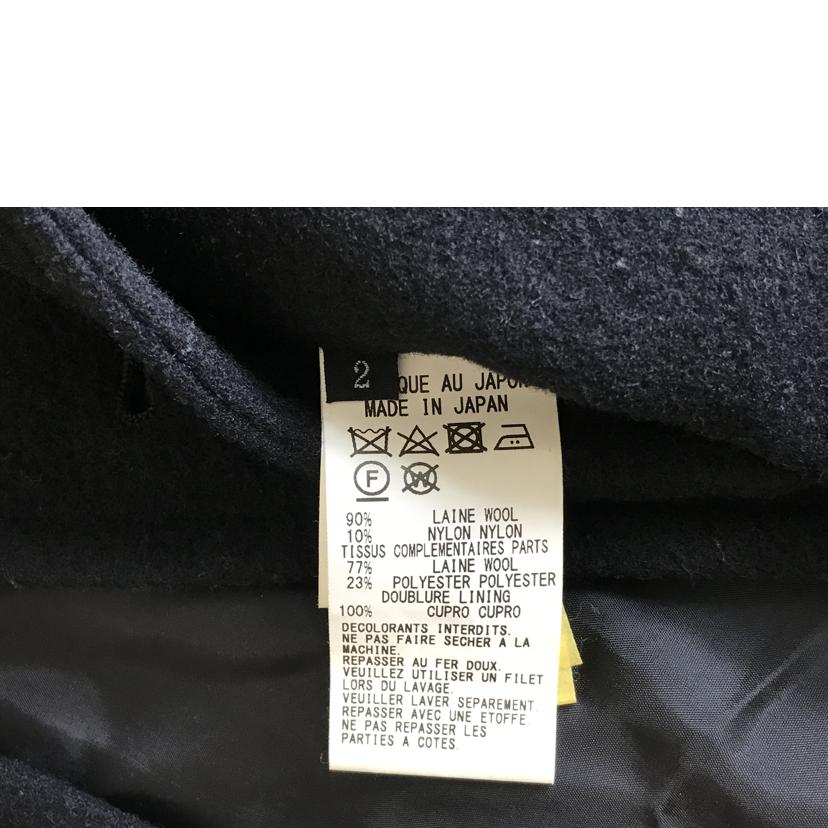 2
QUE AU JAPON
MADE IN JAPAN
F W
90% LAINE WOOL
10% NYLON NYLON
TISSUS COMPLEMENTAIRES PARTS
77% LAINE WOOL
23% POLYESTER POLYESTER
DOUBLURE LINING
100% CUPRO CUPRO
DECOLORANTS INTERDITS.
NE PAS FAIRE SECHER A LA
MACHINE.
REPASSER AU FER DOUX.
VEUILLEZ UTILISER UN FILET
LORS DU LAVAGE.
VEUILLER LAVER SEPAREMENT.
REPASSER AVEC UNE ETOFFE.
NE PAS REPASSER LES
PARTIES A COTES.